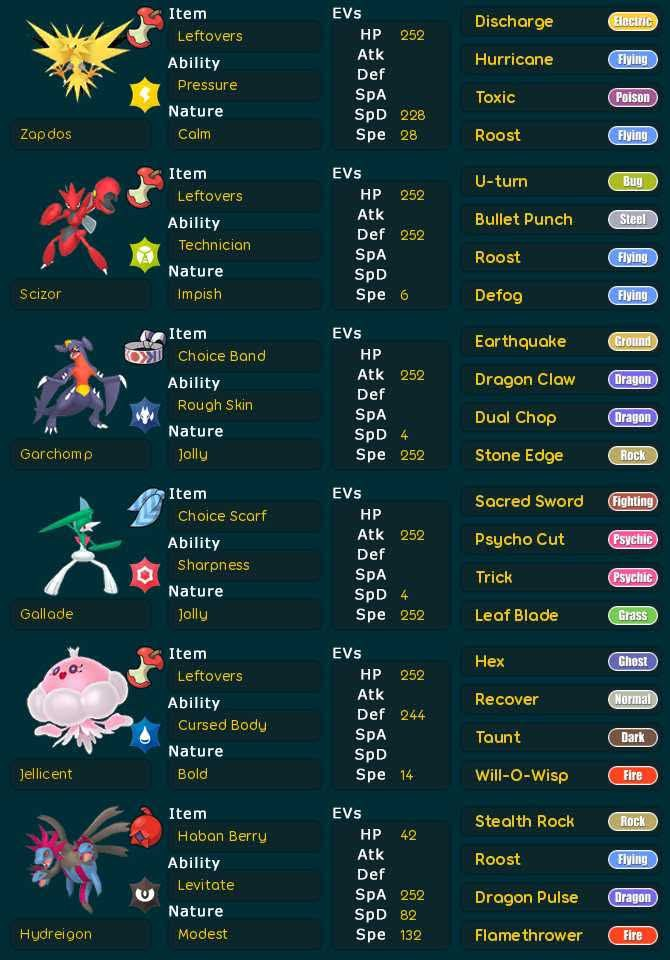 Item
Leftovers
Ability
Pressure
Nature
Zapdos
Calm
EVs
HP 252
Atk
Def
SpA
SpD 228
Spe 28
Discharge Electric
Hurricane Flying
Toxic Poison
Roost Flying
Item
Leftovers
Ability
Technician
Nature
Scizor
Impish
EVs
HP 252
Atk
Def 252
SpA
SpD
Spe 6
U-turn Bug
Bullet Punch Steel
Roost Flying
Defog Flying
Item
Choice Band
Ability
Rough Skin
Nature
Garchomp
Jolly
EVs
HP
Atk 252
Def
SpA
SpD 4
Spe 252
Earthquake Ground
Dragon Claw Dragon
Dual Chop Dragon
Stone Edge Rock
Item
Choice Scarf
Ability
Sharpness
Nature
Gallade
Jolly
EVs
HP
Atk 252
Def
SpA
SpD 4
Spe 252
Sacred Sword Fighting
Psycho Cut Psychic
Trick Psychic
Leaf Blade Grass
Item
Leftovers
Ability
Cursed Body
Nature
Jellicent
Bold
EVs
HP 252
Atk
Def 244
SpA
SpD
Spe 14
Hex Ghost
Recover Normal
Taunt Dark
Will-O-Wisp Fire
Item
Haban Berry
Ability
Levitate
Nature
Hydreigon
Modest
EVs
HP 42
Atk
Def
SpA 252
SpD 82
Spe 132
Stealth Rock Rock
Roost Flying
Dragon Pulse Dragon
Flamethrower Fire